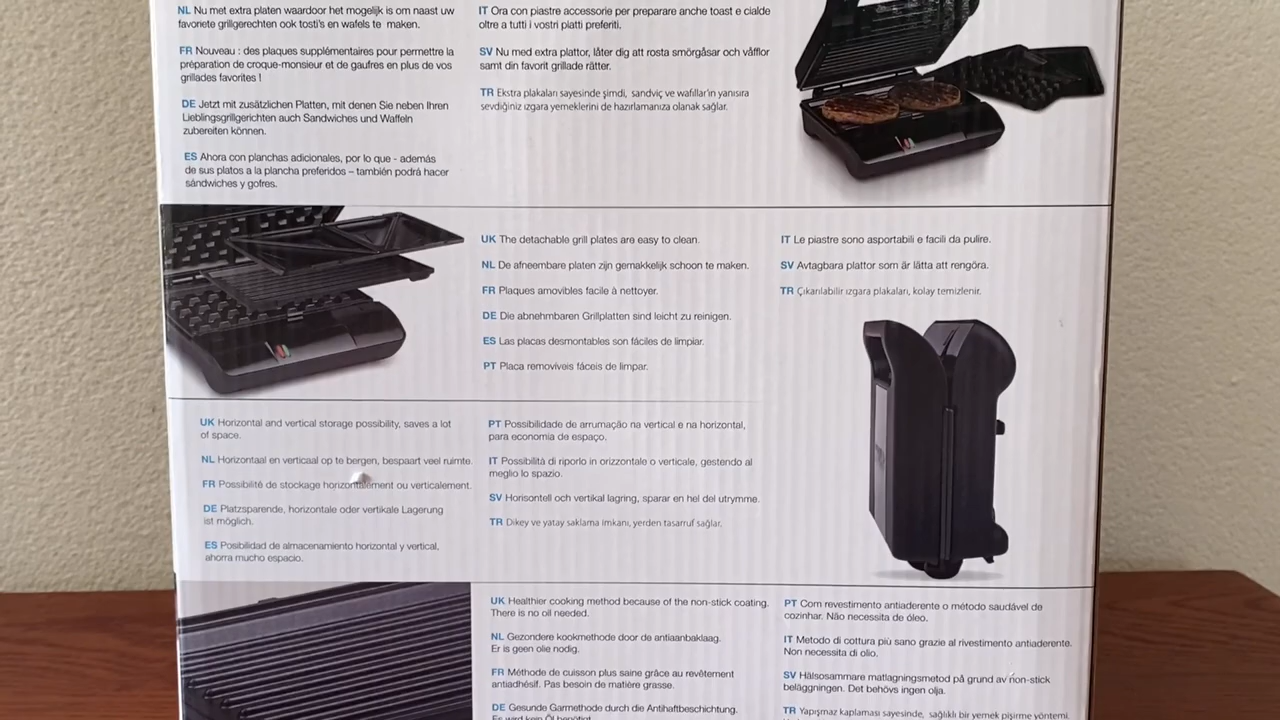 NL Nu met extra platen waardoor het mogelijk is om naast uw
favoriete grillgerechten ook tosti's en wafels te maken.
FR Nouveau : des plaques supplémentaires pour permettre la
préparation de croque-monsieur et de gaufres en plus de vos
grillades favorites !
DE Jetzt mit zusätzlichen Platten, mit denen Sie neben Ihren
Lieblingsgrillgerichten auch Sandwiches und Waffeln
zubereiten können.
ES Ahora con planchas adicionales, por lo que - además
de sus platos a la plancha preferidos – también podrá hacer
sándwiches y gofres.
IT Ora con piastre accessorie per preparare anche toast e cialde
oltre a tutti i vostri piatti preferiti.
SV Nu med extra plattor, låter dig att rosta smörgåsar och våfflor
samt din favorit grillade rätter.
TR Ekstra plakaları sayesinde şimdi, sandviç ve wafıllar'ın yanısıra
sevdiğiniz ızgara yemeklerini de hazırlamanıza olanak sağlar.
UK The detachable grill plates are easy to clean.
NL De afneembare platen zijn gemakkelijk schoon te maken.
FR Plaques amovibles facile à nettoyer.
DE Die abnehmbaren Grillplatten sind leicht zu reinigen.
ES Las placas desmontables son fáciles de limpiar.
PT Placa removíveis fáceis de limpar.
IT Le piastre sono asportabili e facili da pulire.
SV Avtagbara plattor som är lätta att rengöra.
TR Çıkarılabilir ızgara plakaları, kolay temizlenir.
UK Horizontal and vertical storage possibility, saves a lot
of space.
NL Horizontaal en verticaal op te bergen, bespaart veel ruimte.
FR Possibilité de stockage horizontalement ou verticalement.
DE Platzsparende, horizontale oder vertikale Lagerung
ist möglich.
ES Posibilidad de almacenamiento horizontal y vertical,
ahorra mucho espacio.
PT Possibilidade de arrumação na vertical e na horizontal,
para economia de espaço.
IT Possibilità di riporlo in orizzontale o verticale, gestendo al
meglio lo spazio.
SV Horisontell och vertikal lagring, sparar en hel del utrymme.
TR Dikey ve yatay saklama imkanı, yerden tasarruf sağlar.
UK Healthier cooking method because of the non-stick coating.
There is no oil needed.
NL Gezondere kookmethode door de antiaanbaklaag.
Er is geen olie nodig.
FR Méthode de cuisson plus saine grâce au revêtement
antiadhésif. Pas besoin de matière grasse.
DE Gesunde Garmethode durch die Antihaftbeschichtung.
Es wird kein Öl benötigt.
PT Com revestimento antiaderente o método saudável de
cozinhar. Não necessita de óleo.
IT Metodo di cottura più sano grazie al rivestimento antiaderente.
Non necessita di olio.
SV Hälsosammare matlagningsmetod på grund av non-stick
beläggningen. Det behövs ingen olja.
TR Yapışmaz kaplaması sayesinde, sağlıklı bir yemek pişirme yöntemi